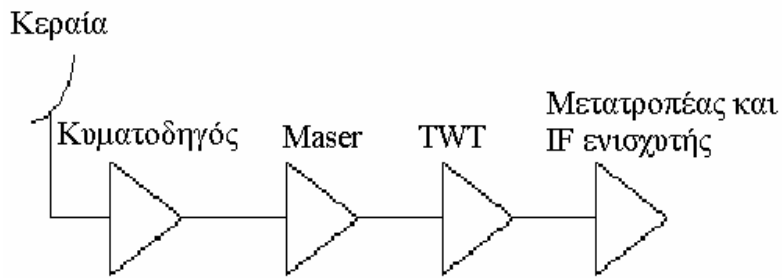 Κεραία
Κυματοδηγός
Maser
TWT
Μετατροπέας και
IF ενισχυτής